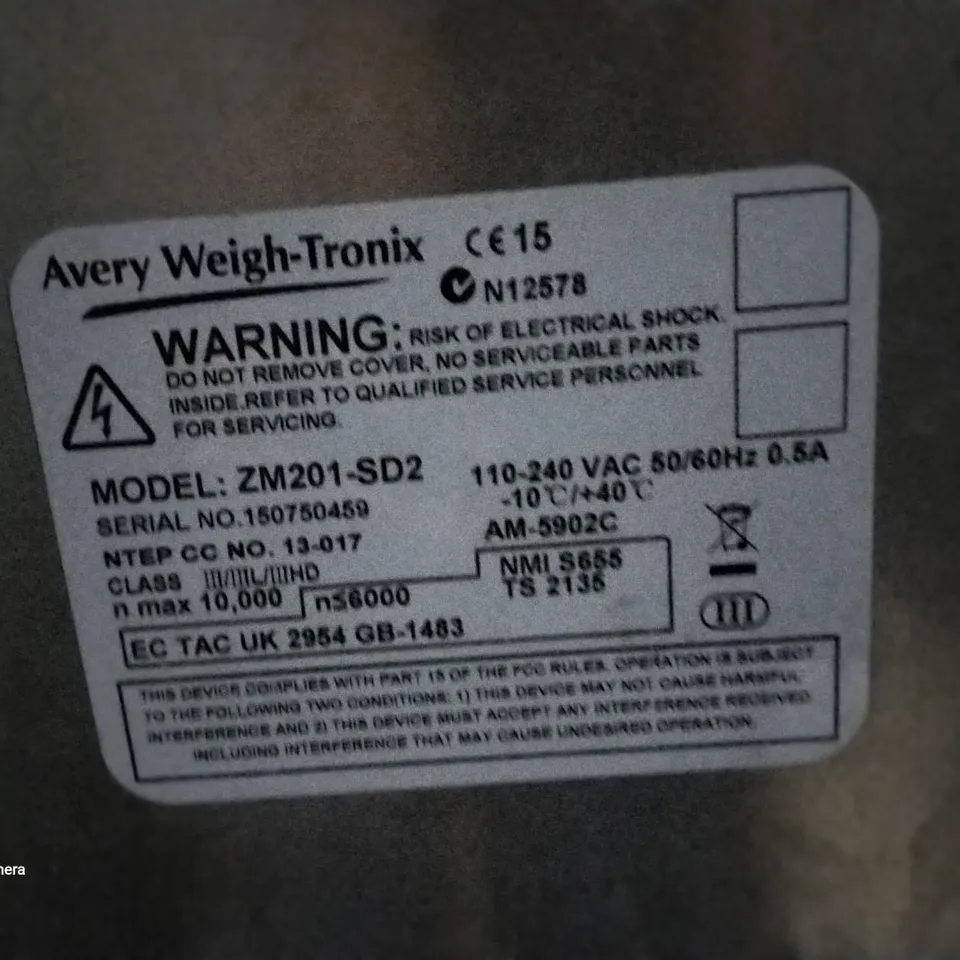 Avery Weigh-Tronix CE 15
N12578
WARNING: RISK OF ELECTRICAL SHOCK.
DO NOT REMOVE COVER, NO SERVICEABLE PARTS
INSIDE.REFER TO QUALIFIED SERVICE PERSONNEL
FOR SERVICING.
MODEL: ZM201-SD2 110-240 VAC 50/60Hz 0.5A
-10℃/+40℃
SERIAL NO.150750459
AM-5902C
NTEP CC NO. 13-017
NMI S655
CLASS III/IIIL/IIIHD
TS 2135
n max 10,000 n≤6000
III
EC TAC UK 2954 GB-1483
THIS DEVICE COMPLIES WITH PART 15 OF THE FCC RULES. OPERATION IS SUBJECT
TO THE FOLLOWING TWO CONDITIONS: 1) THIS DEVICE MAY NOT CAUSE HARMFUL
INTERFERENCE AND 2) THIS DEVICE MUST ACCEPT ANY INTERFERENCE RECEIVED
INCLUDING INTERFERENCE THAT MAY CAUSE UNDESIRED OPERATION.
mera